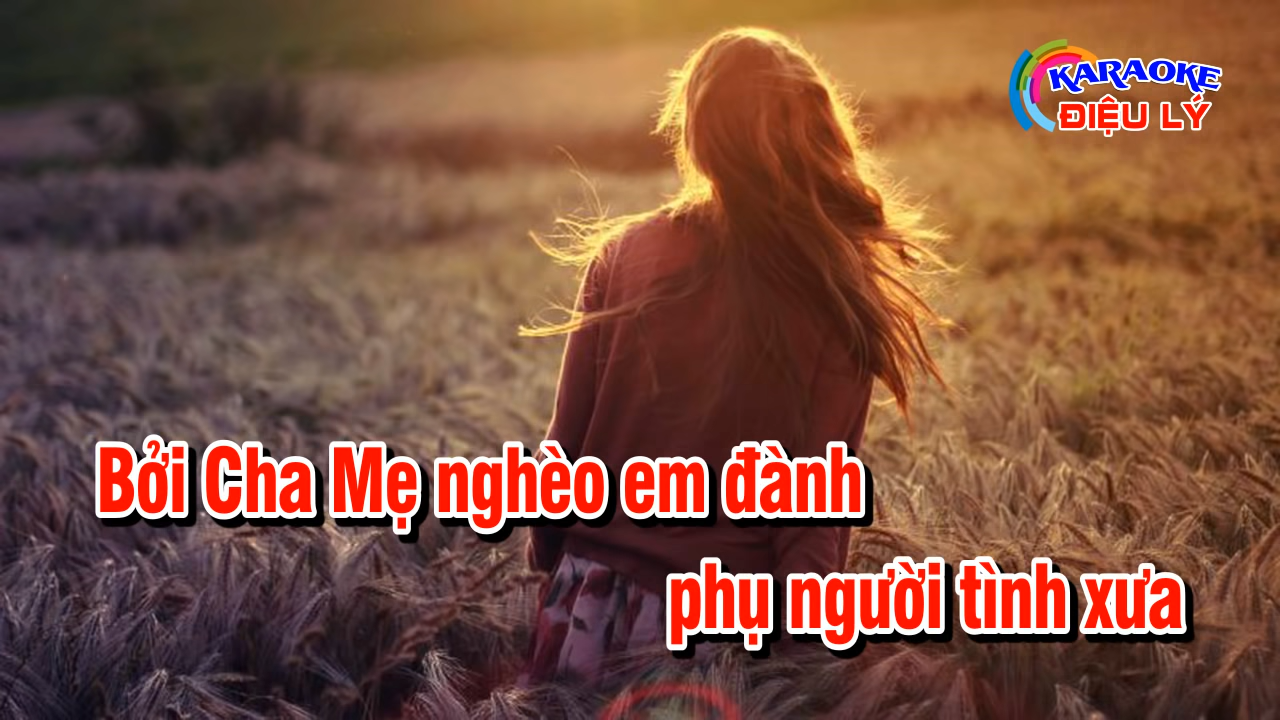 KARAOKE
ĐIỆU LÝ
Bởi Cha Mẹ nghèo em đành
phụ người tình xưa